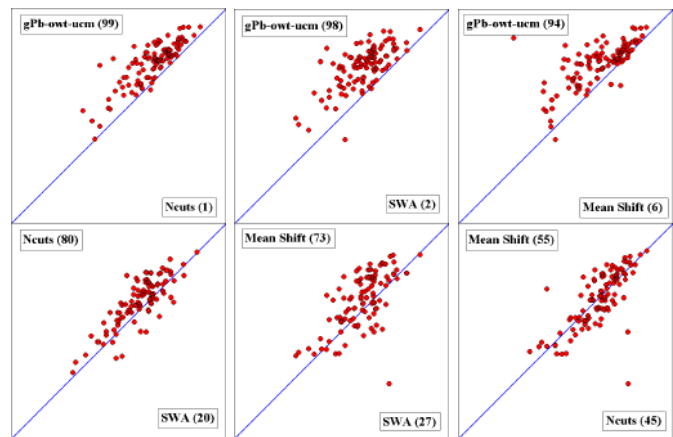 gPb-owt-ucm (99)
Ncuts (1)
gPb-owt-ucm (98)
SWA (2)
gPb-owt-ucm (94)
Mean Shift (6)
Ncuts (80)
SWA (20)
Mean Shift (73)
SWA (27)
Mean Shift (55)
Ncuts (45)